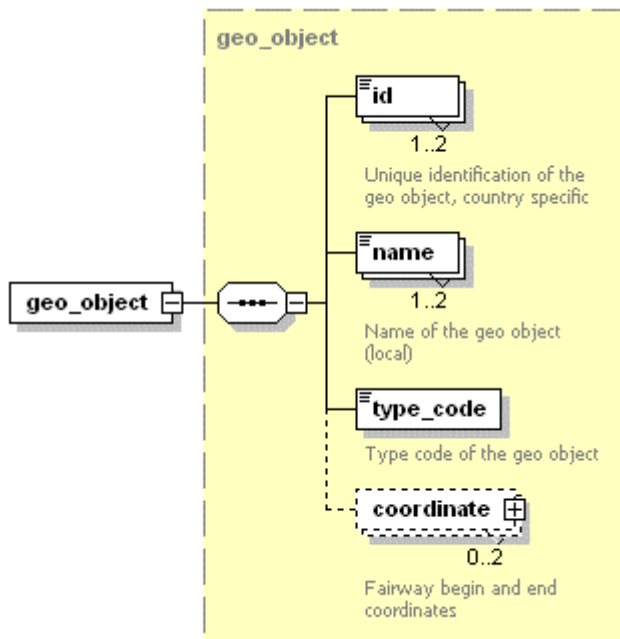 geo_object
id
1..2
Unique identification of the
geo object, country specific
name
1..2
Name of the geo object
(local)
geo_object
type_code
Type code of the geo object
coordinate
0..2
Fairway begin and end
coordinates